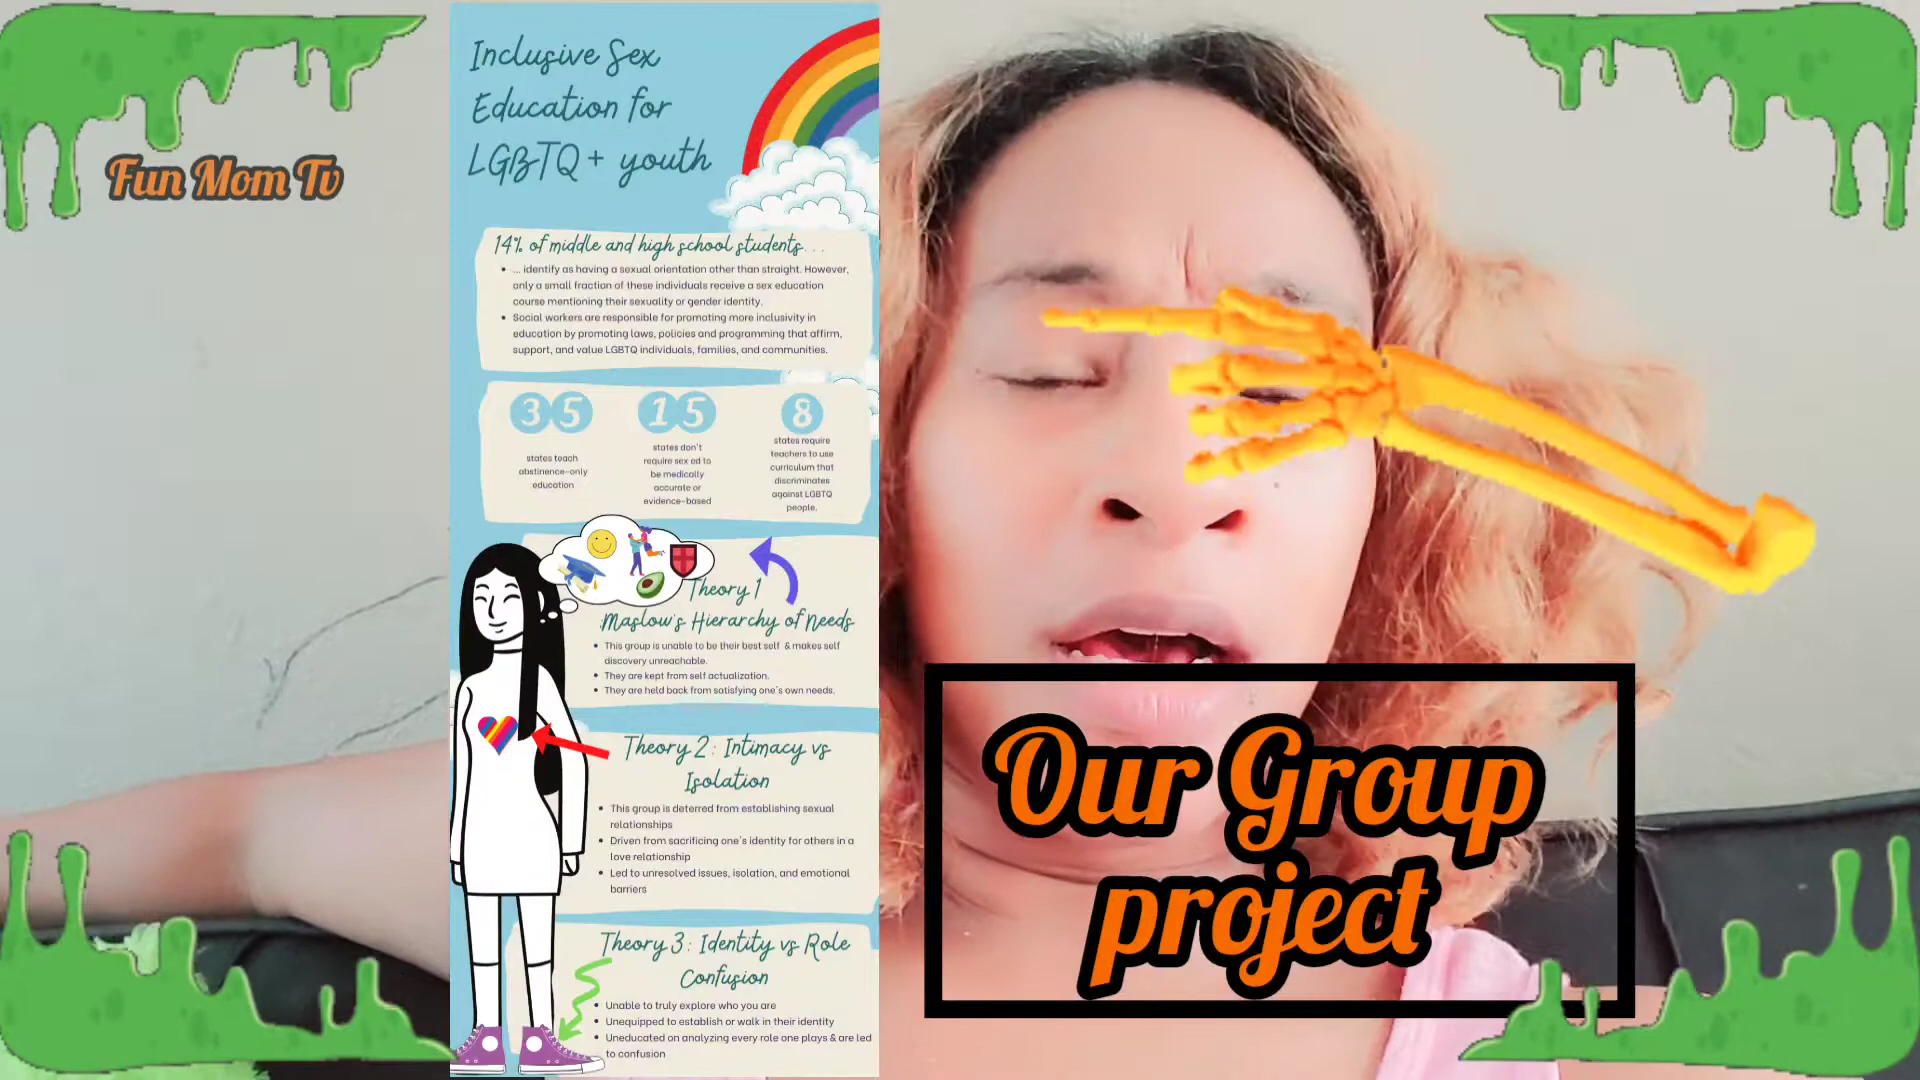 Fun Mom Tv
Inclusive Sex
Education for
LGBTQ+ youth
14% of middle and high school students. . .
... identify as having a sexual orientation other than straight. However,
only a small fraction of these individuals receive a sex education
course mentioning their sexuality or gender identity.
Social workers are responsible for promoting more inclusivity in
education by promoting laws, policies and programming that affirm,
support, and value LGBTQ individuals, families, and communities.
35
states teach
abstinence-only
education
15
states don't
require sex ed to
be medically
accurate or
evidence-based
8
states require
teachers to use
curriculum that
discriminates
against LGBTQ
people.
Theory 1
Maslow's Hierarchy of Needs
This group is unable to be their best self & makes self
discovery unreachable.
They are kept from self actualization.
They are held back from satisfying one's own needs.
Theory 2: Intimacy vs
Isolation
This group is deterred from establishing sexual
relationships
Driven from sacrificing one's identity for others in a
love relationship
Led to unresolved issues, isolation, and emotional
barriers
Theory 3: Identity vs Role
Confusion
Unable to truly explore who you are
Unequipped to establish or walk in their identity
Uneducated on analyzing every role one plays & are led
to confusion
Our Group
project